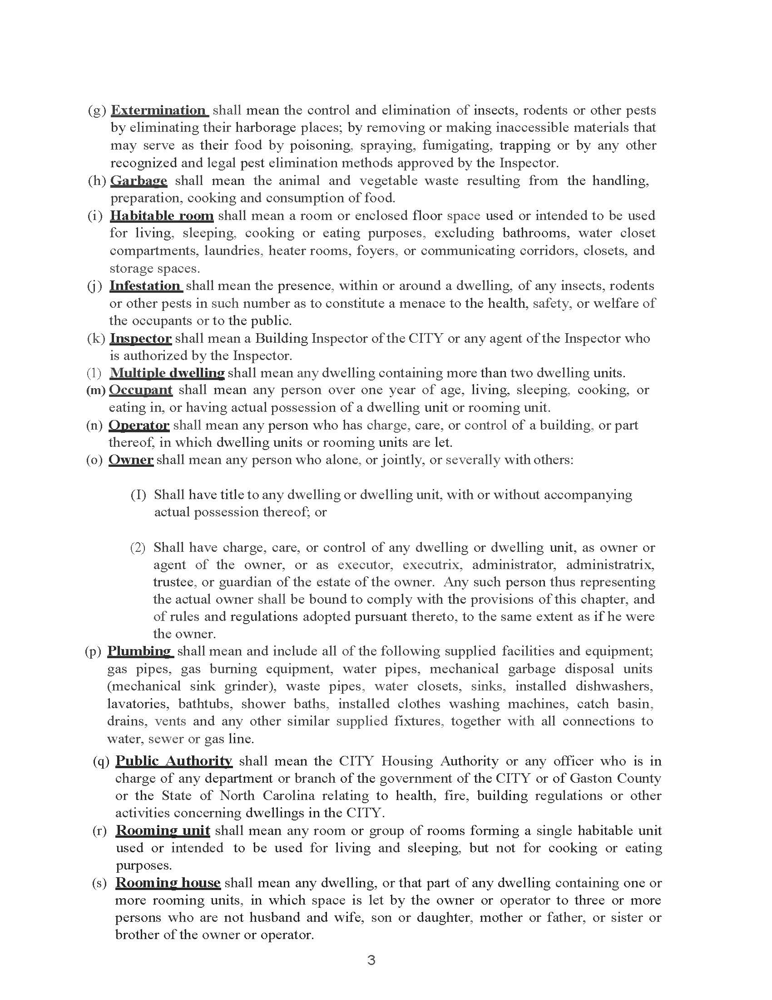 (g) Extermination shall mean the control and elimination of insects, rodents or other pests
by eliminating their harborage places; by removing or making inaccessible materials that
may serve as their food by poisoning, spraying, fumigating, trapping or by any other
recognized and legal pest elimination methods approved by the Inspector.
(h) Garbage shall mean the animal and vegetable waste resulting from the handling,
preparation, cooking and consumption of food.
(i) Habitable room shall mean a room or enclosed floor space used or intended to be used
for living, sleeping, cooking or eating purposes, excluding bathrooms, water closet
compartments, laundries, heater rooms, foyers, or communicating corridors, closets, and
storage spaces.
(j) Infestation shall mean the presence, within or around a dwelling, of any insects, rodents
or other pests in such number as to constitute a menace to the health, safety, or welfare of
the occupants or to the public.
(k) Inspector shall mean a Building Inspector of the CITY or any agent of the Inspector who
is authorized by the Inspector.
(l) Multiple dwelling shall mean any dwelling containing more than two dwelling units.
(m) Occupant shall mean any person over one year of age, living, sleeping, cooking, or
eating in, or having actual possession of a dwelling unit or rooming unit.
(n) Operator shall mean any person who has charge, care, or control of a building, or part
thereof, in which dwelling units or rooming units are let.
(o) Owner shall mean any person who alone, or jointly, or severally with others:
(I) Shall have title to any dwelling or dwelling unit, with or without accompanying
actual possession thereof; or
(2) Shall have charge, care, or control of any dwelling or dwelling unit, as owner or
agent of the owner, or as executor, executrix, administrator, administratrix,
trustee, or guardian of the estate of the owner. Any such person thus representing
the actual owner shall be bound to comply with the provisions of this chapter, and
of rules and regulations adopted pursuant thereto, to the same extent as if he were
the owner.
(p) Plumbing shall mean and include all of the following supplied facilities and equipment;
gas pipes, gas burning equipment, water pipes, mechanical garbage disposal units
(mechanical sink grinder), waste pipes, water closets, sinks, installed dishwashers,
lavatories, bathtubs, shower baths, installed clothes washing machines, catch basin,
drains, vents and any other similar supplied fixtures, together with all connections to
water, sewer or gas line.
(q) Public Authority shall mean the CITY Housing Authority or any officer who is in
charge of any department or branch of the government of the CITY or of Gaston County
or the State of North Carolina relating to health, fire, building regulations or other
activities concerning dwellings in the CITY.
(r) Rooming unit shall mean any room or group of rooms forming a single habitable unit
used or intended to be used for living and sleeping, but not for cooking or eating
purposes.
(s) Rooming house shall mean any dwelling, or that part of any dwelling containing one or
more rooming units, in which space is let by the owner or operator to three or more
persons who are not husband and wife, son or daughter, mother or father, or sister or
brother of the owner or operator.
3